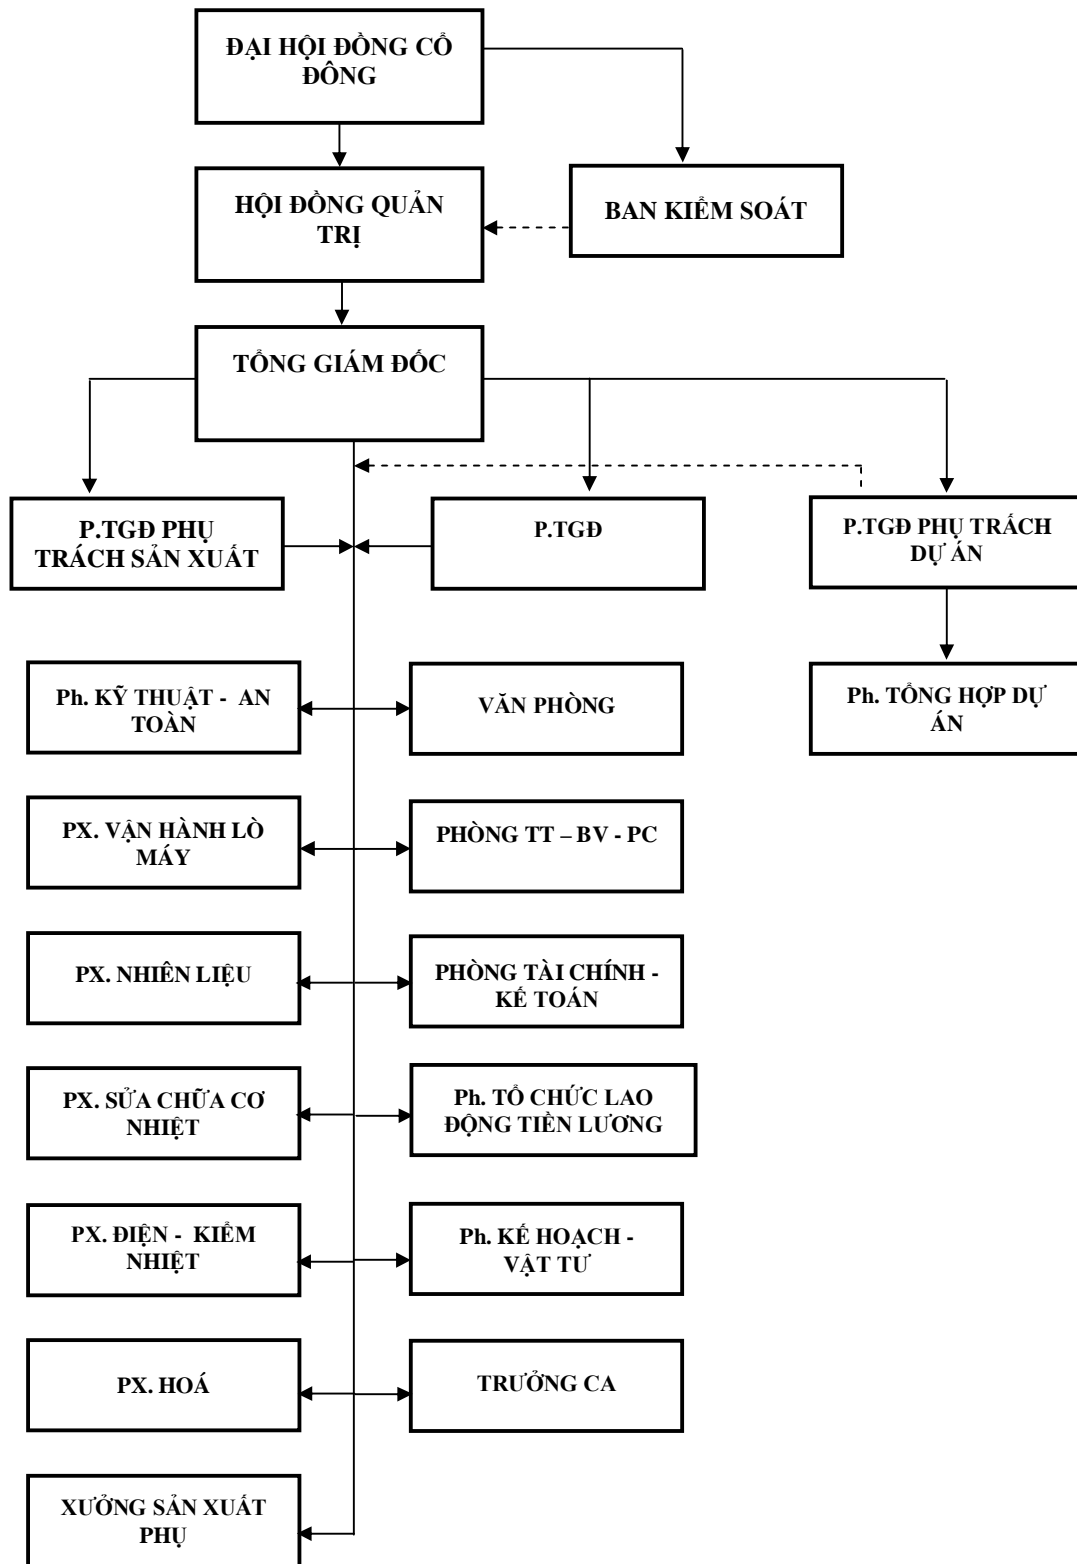 ĐẠI HỘI ĐỒNG CỔ
ĐÔNG
HỘI ĐỒNG QUẢN
TRỊ
BAN KIỂM SOÁT
TỔNG GIÁM ĐỐC
P.TGĐ PHỤ
TRÁCH SẢN XUẤT
P.TGĐ
P.TGĐ PHỤ TRÁCH
DỰ ÁN
Ph. KỸ THUẬT - AN
TOÀN
VĂN PHÒNG
Ph. TỔNG HỢP DỰ
ÁN
PX. VẬN HÀNH LÒ
MÁY
PHÒNG TT – BV - PC
PX. NHIÊN LIỆU
PHÒNG TÀI CHÍNH -
KẾ TOÁN
PX. SỬA CHỮA CƠ
NHIỆT
Ph. TỔ CHỨC LAO
ĐỘNG TIỀN LƯƠNG
PX. ĐIỆN - KIỂM
NHIỆT
Ph. KẾ HOẠCH -
VẬT TƯ
PX. HOÁ
TRƯỞNG CA
XƯỞNG SẢN XUẤT
PHỤ